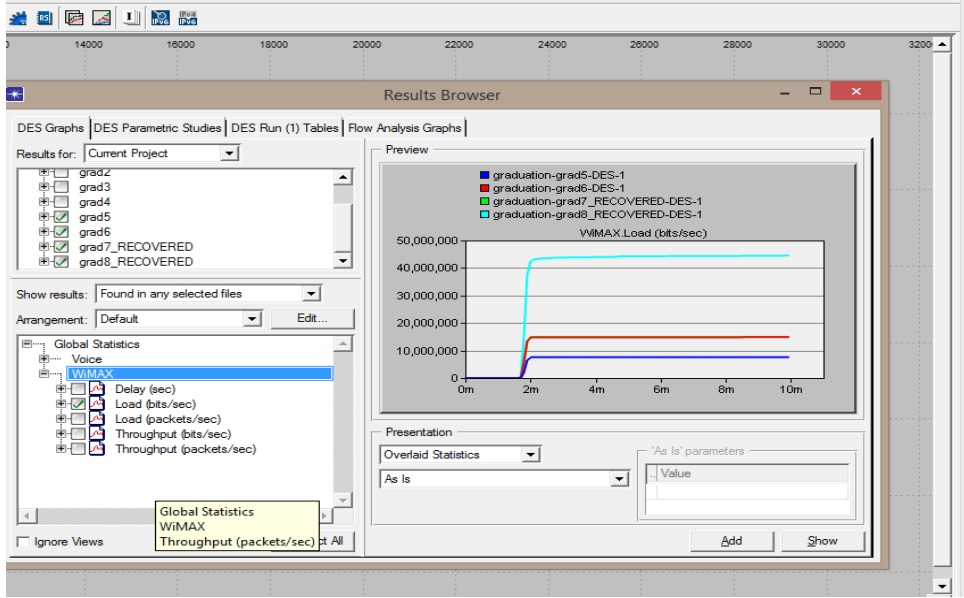 RS
IPv6
IPv4
IPv6
14000 16000 18000 20000 22000 24000 26000 28000 30000 3200
Results Browser
DES Graphs DES Parametric Studies DES Run (1) Tables Flow Analysis Graphs
Results for: Current Project
grad2
grad3
grad4
grad5
grad6
grad7_RECOVERED
grad8_RECOVERED
Show results: Found in any selected files
Arrangement: Default Edit...
Global Statistics
Voice
WiMAX
Delay (sec)
Load (bits/sec)
Load (packets/sec)
Throughput (bits/sec)
Throughput (packets/sec)
Global Statistics
WiMAX
Throughput (packets/sec)
Ignore Views ct All
Preview
graduation-grad5-DES-1
graduation-grad6-DES-1
graduation-grad7_RECOVERED-DES-1
graduation-grad8_RECOVERED-DES-1
WiMAX.Load (bits/sec)
50,000,000
40,000,000
30,000,000
20,000,000
10,000,000
0
0m 2m 4m 6m 8m 10m
Presentation
Overlaid Statistics
As Is
'As Is' parameters
.. Value
Add Show